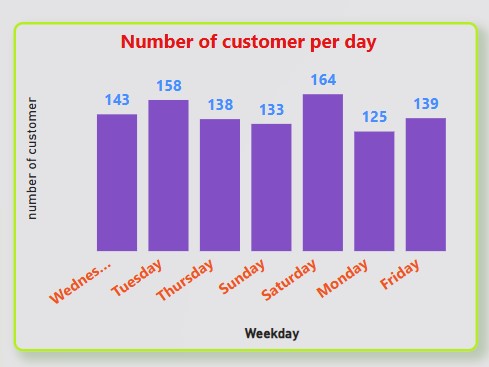 Number of customer per day
number of customer
143
158
138
133
164
125
139
Wednes...
Tuesday
Thursday
Sunday
Saturday
Monday
Friday
Weekday